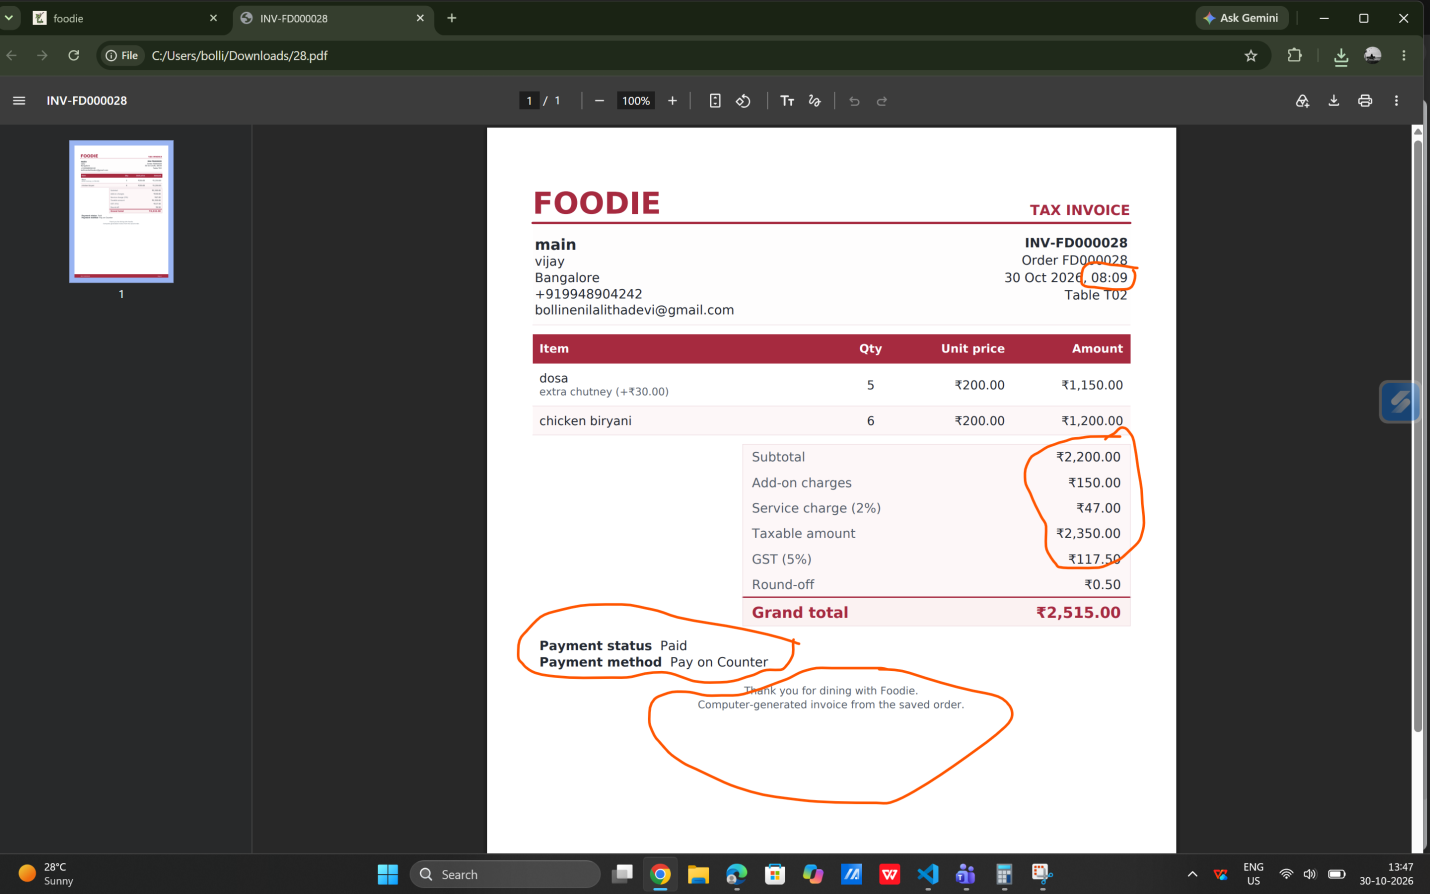 foodie
INV-FD000028
Ask Gemini
File
C:/Users/bolli/Downloads/28.pdf
INV-FD000028
1 / 1
100%
1
FOODIE
TAX INVOICE
main
INV-FD000028
vijay
Order FD000028
Bangalore
30 Oct 2026, 08:09
+919948904242
Table T02
bollinenilalithadevi@gmail.com
Item Qty Unit price Amount
dosa
extra chutney (+₹30.00)
5 ₹200.00 ₹1,150.00
chicken biryani 6 ₹200.00 ₹1,200.00
Subtotal ₹2,200.00
Add-on charges ₹150.00
Service charge (2%) ₹47.00
Taxable amount ₹2,350.00
GST (5%) ₹117.50
Round-off ₹0.50
Grand total ₹2,515.00
Payment status Paid
Payment method Pay on Counter
Thank you for dining with Foodie.
Computer-generated invoice from the saved order.
28°C
Sunny
Search
ENG
US
13:47
30-10-2026